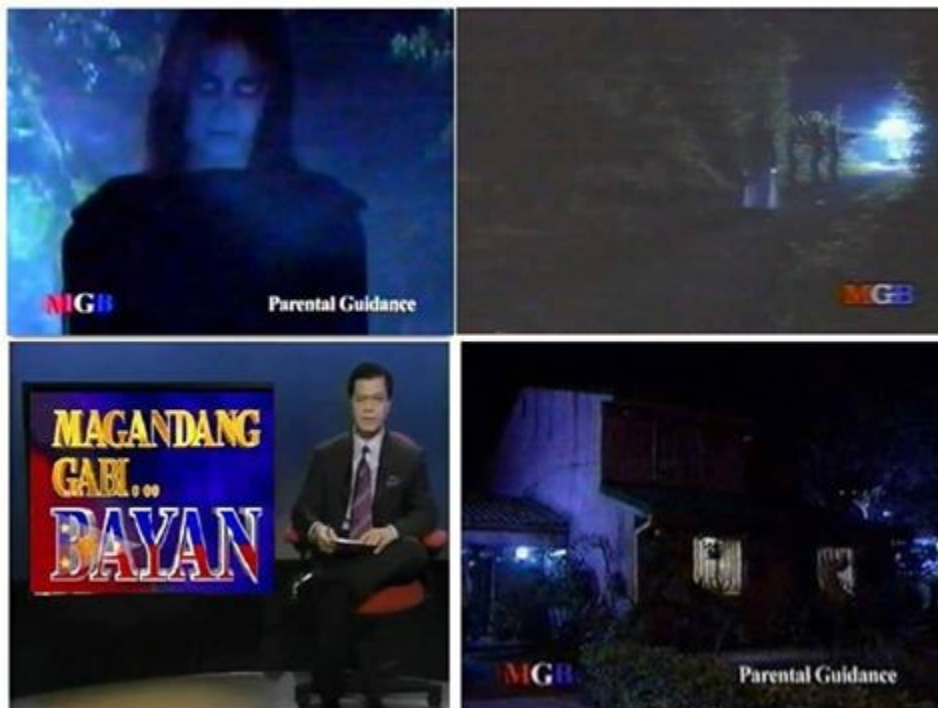 MGB
Parental Guidance
MGB
MAGANDANG
GABI...
BAYAN
MGB
Parental Guidance